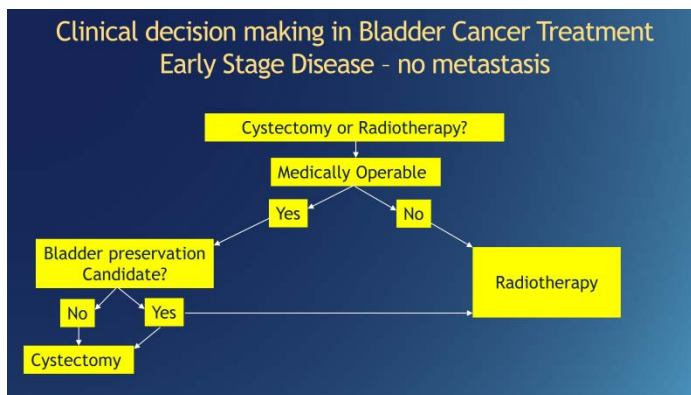 Clinical decision making in Bladder Cancer Treatment
Early Stage Disease - no metastasis
Cystectomy or Radiotherapy?
Medically Operable
Yes
No
Bladder preservation
Candidate?
Radiotherapy
No
Yes
Cystectomy